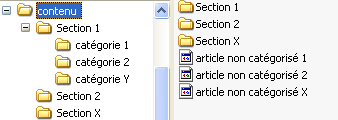 contenu
Section 1
catégorie 1
catégorie 2
catégorie Y
Section 2
Section X
Section 1
Section 2
Section X
article non catégorisé 1
article non catégorisé 2
article non catégorisé X